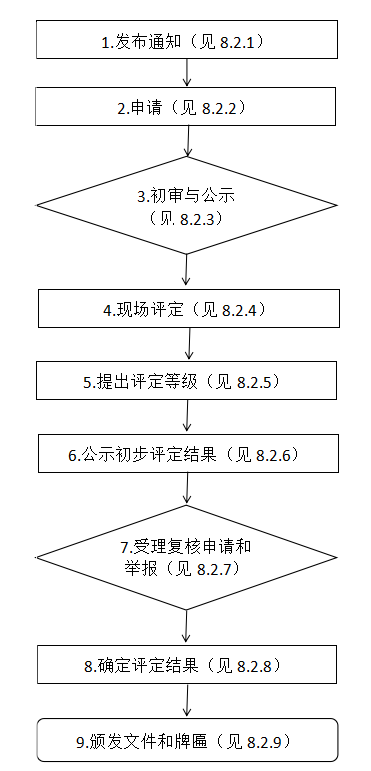 1.发布通知（见 8.2.1）
2.申请（见 8.2.2）
3.初审与公示
（见 8.2.3）
4.现场评定（见 8.2.4）
5.提出评定等级（见 8.2.5）
6.公示初步评定结果（见 8.2.6）
7.受理复核申请和
举报（见 8.2.7）
8.确定评定结果（见 8.2.8）
9.颁发文件和牌匾（见 8.2.9）